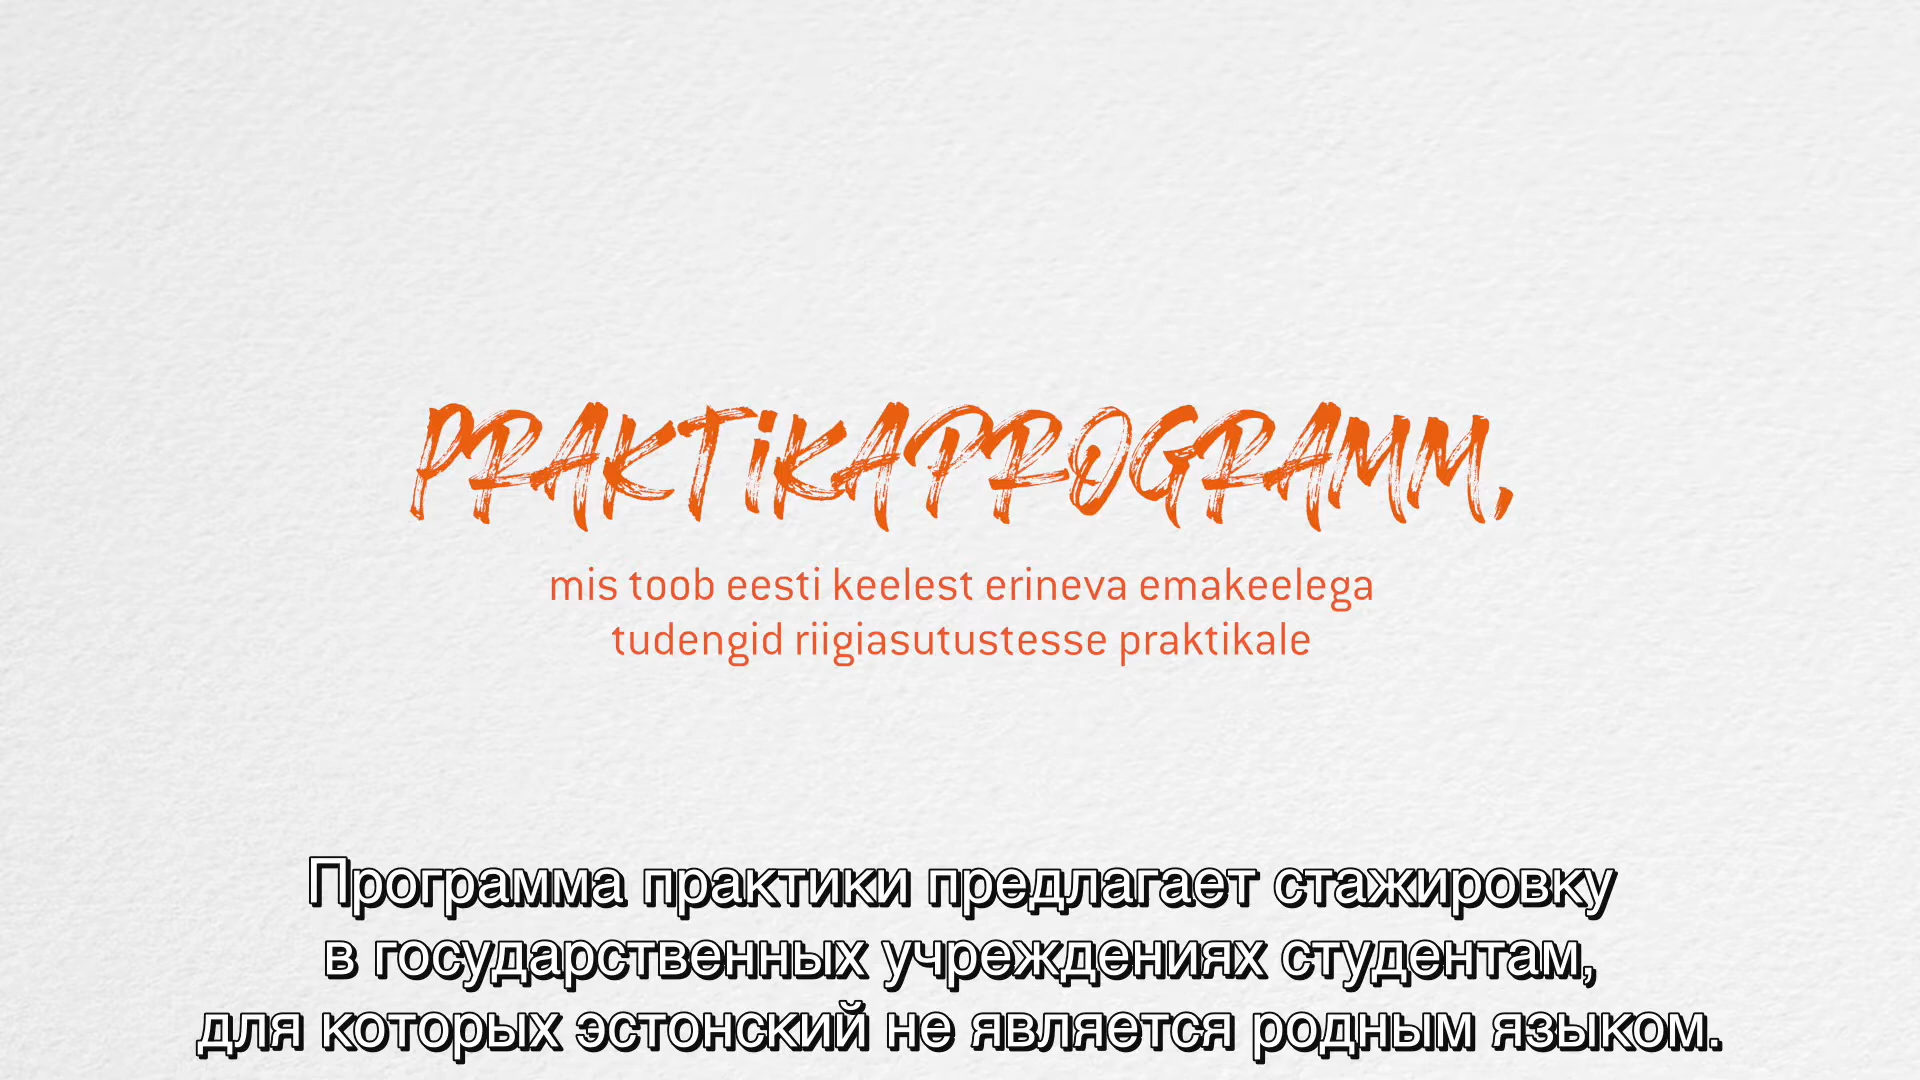 PRAKTiKAPROGRAMM,
mis toob eesti keelest erineva emakeelega
tudengid riigiasutustesse praktikale
Программа практики предлагает стажировку
в государственных учреждениях студентам,
для которых эстонский не является родным языком.